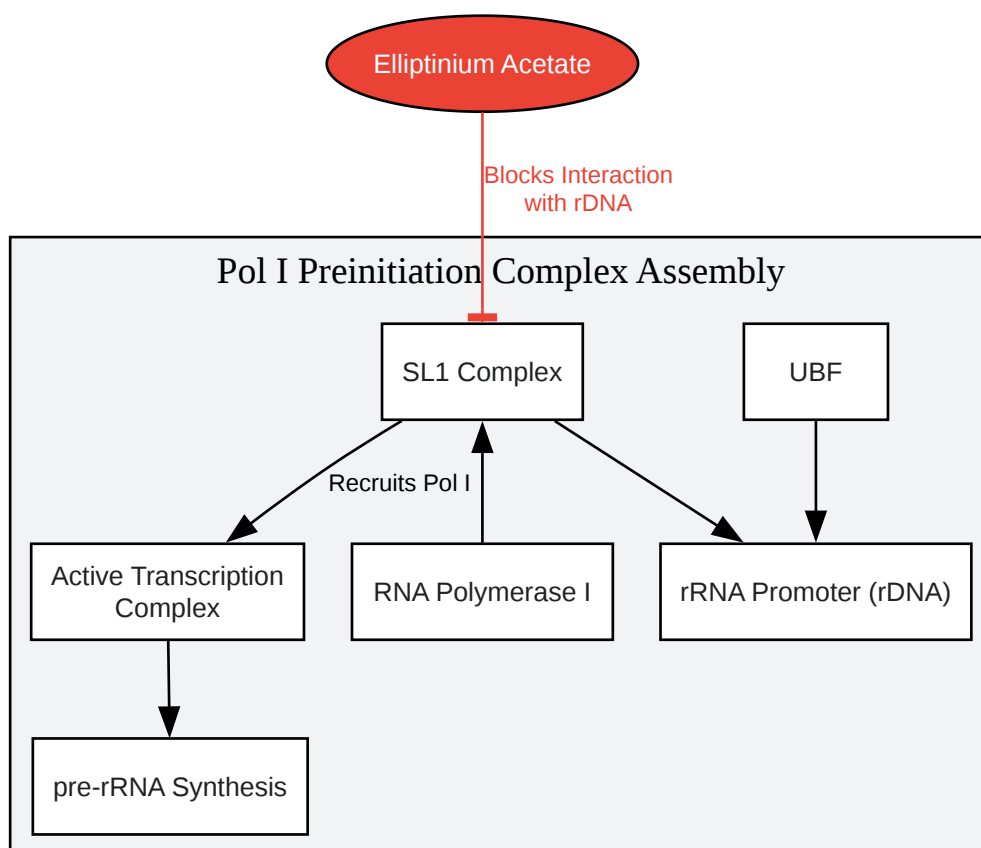 Elliptinium Acetate
Blocks Interaction
with rDNA
Pol I Preinitiation Complex Assembly
SL1 Complex
UBF
Recruits Pol I
Active Transcription
Complex
RNA Polymerase I
rRNA Promoter (rDNA)
pre-rRNA Synthesis